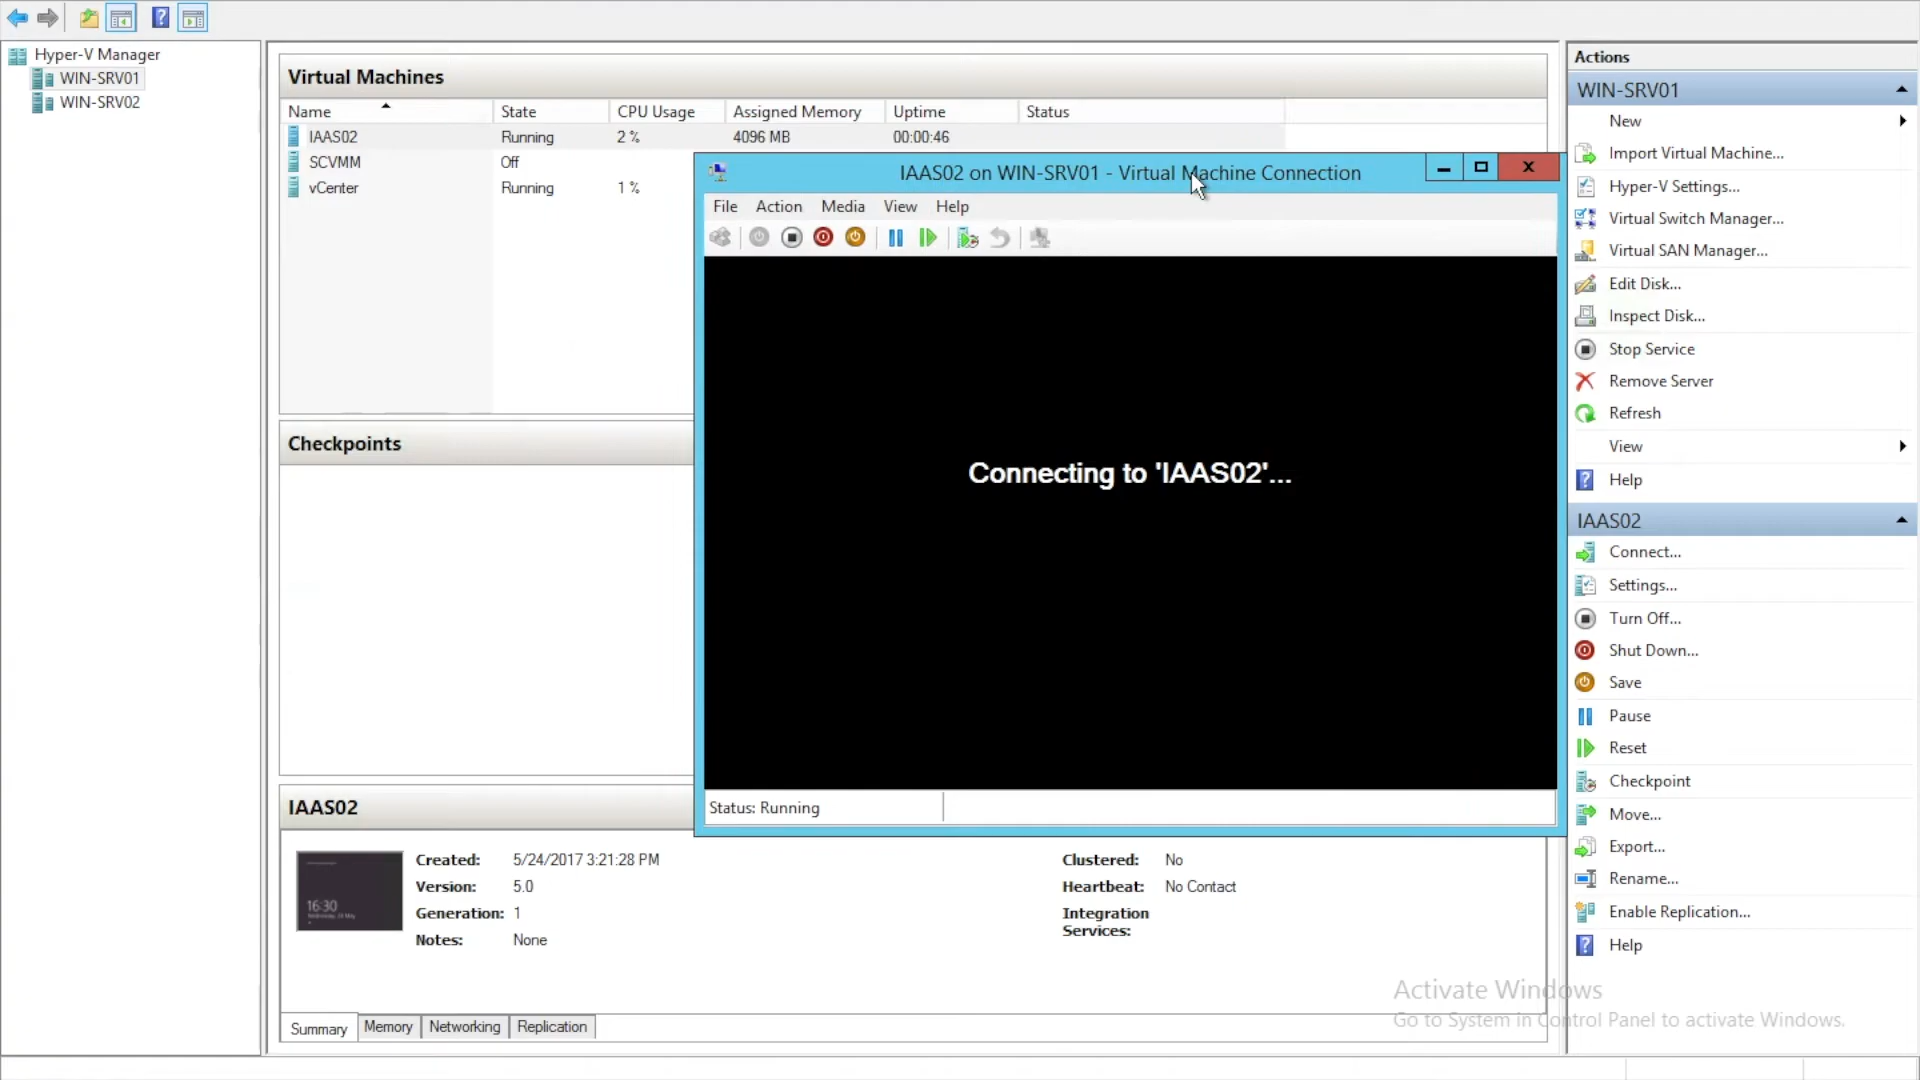 Hyper-V Manager
WIN-SRV01
WIN-SRV02
Virtual Machines
Name State CPU Usage Assigned Memory Uptime Status
IAAS02 Running 2 % 4096 MB 00:00:46
SCVMM Off
vCenter Running 1 %
IAAS02 on WIN-SRV01 - Virtual Machine Connection
File Action Media View Help
Connecting to 'IAAS02'...
Status: Running
Checkpoints
IAAS02
16:30
Created: 5/24/2017 3:21:28 PM
Version: 5.0
Generation: 1
Notes: None
Clustered: No
Heartbeat: No Contact
Integration
Services:
Summary Memory Networking Replication
Actions
WIN-SRV01
New
Import Virtual Machine...
Hyper-V Settings...
Virtual Switch Manager...
Virtual SAN Manager...
Edit Disk...
Inspect Disk...
Stop Service
Remove Server
Refresh
View
Help
IAAS02
Connect...
Settings...
Turn Off...
Shut Down...
Save
Pause
Reset
Checkpoint
Move...
Export...
Rename...
Enable Replication...
Help
Activate Windows
Go to System in Control Panel to activate Windows.